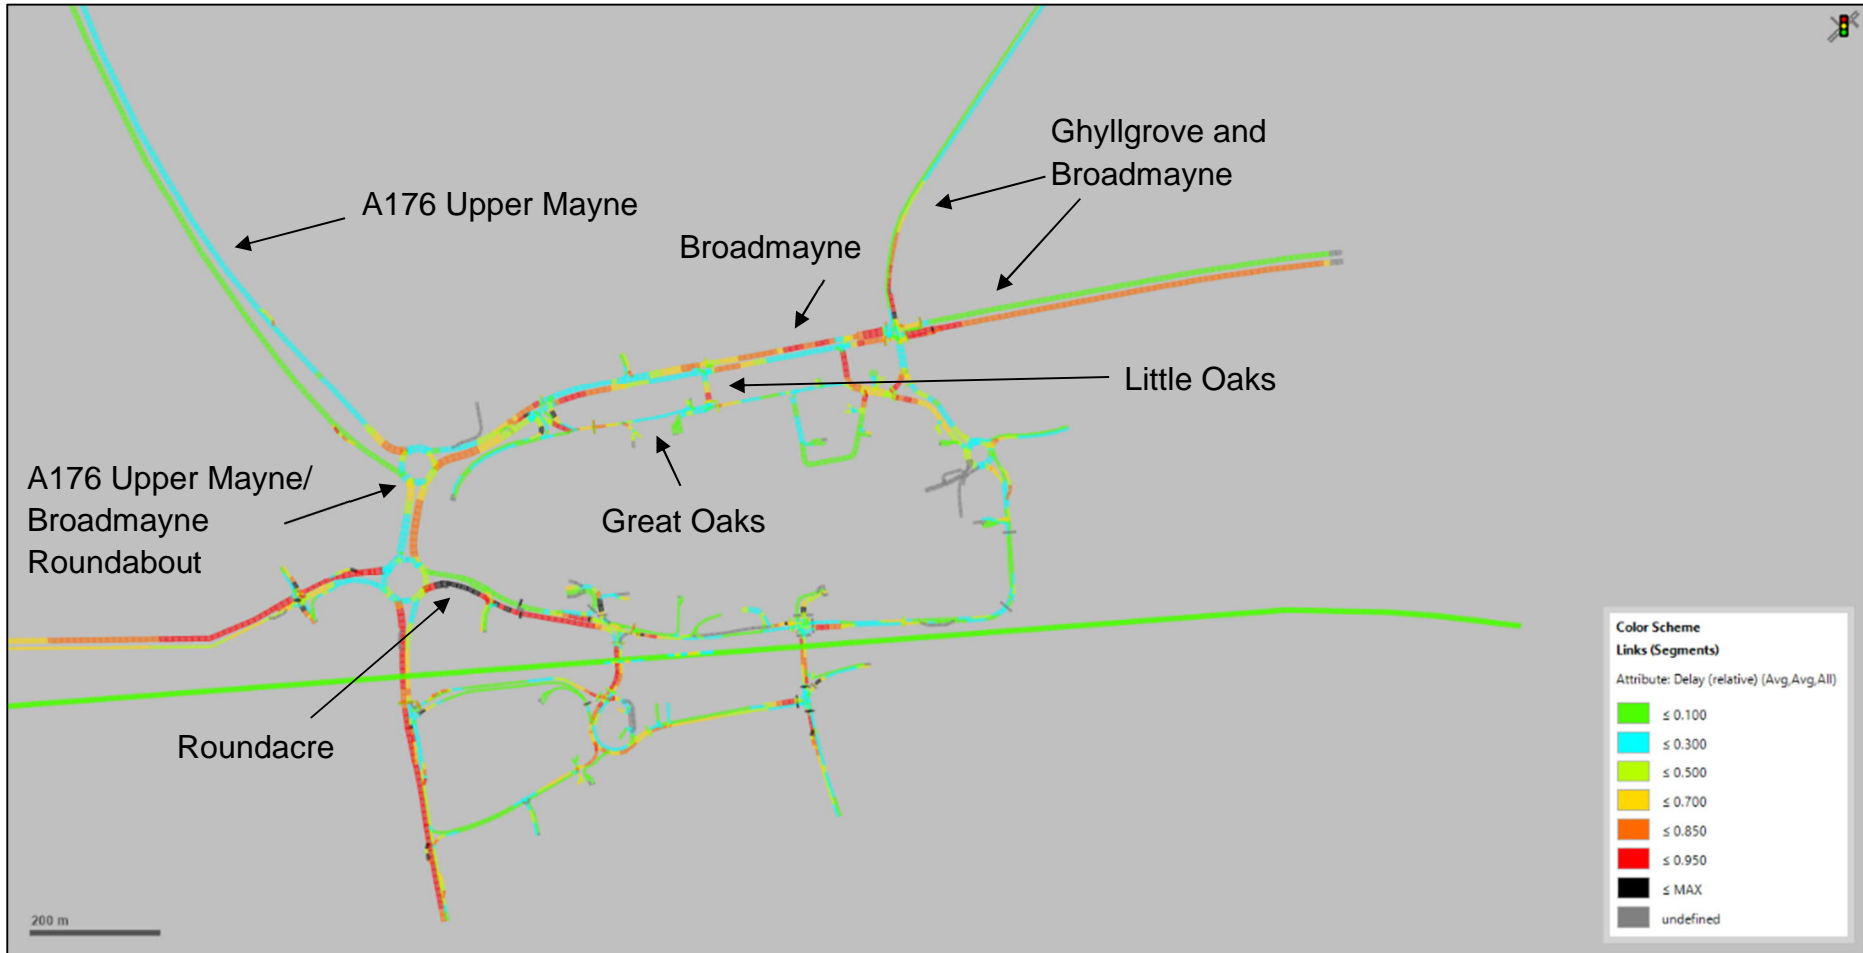 Ghyllgrove and
Broadmayne
A176 Upper Mayne
Broadmayne
Little Oaks
A176 Upper Mayne/
Broadmayne
Roundabout
Great Oaks
Roundacre
Color Scheme
Links (Segments)
Attribute: Delay (relative) (Avg,Avg,All)
≤ 0.100
≤ 0.300
≤ 0.500
≤ 0.700
≤ 0.850
≤ 0.950
≤ MAX
undefined
200 m